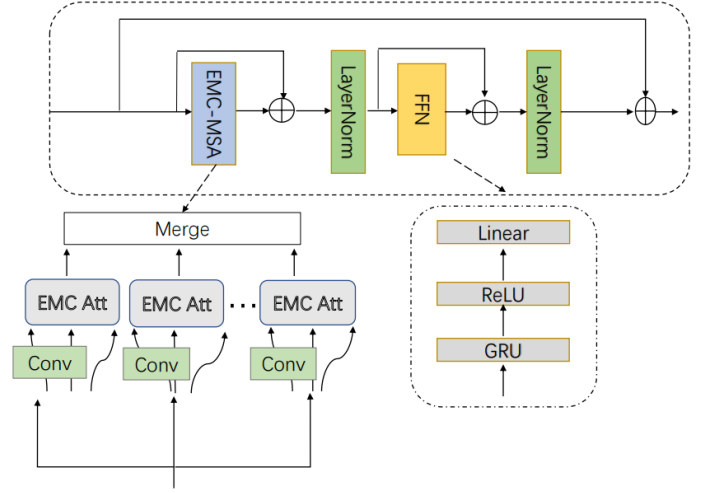 EMC-MSA
LayerNorm
FFN
LayerNorm
Merge
EMC Att
EMC Att
...
EMC Att
Conv
Conv
Conv
Linear
ReLU
GRU